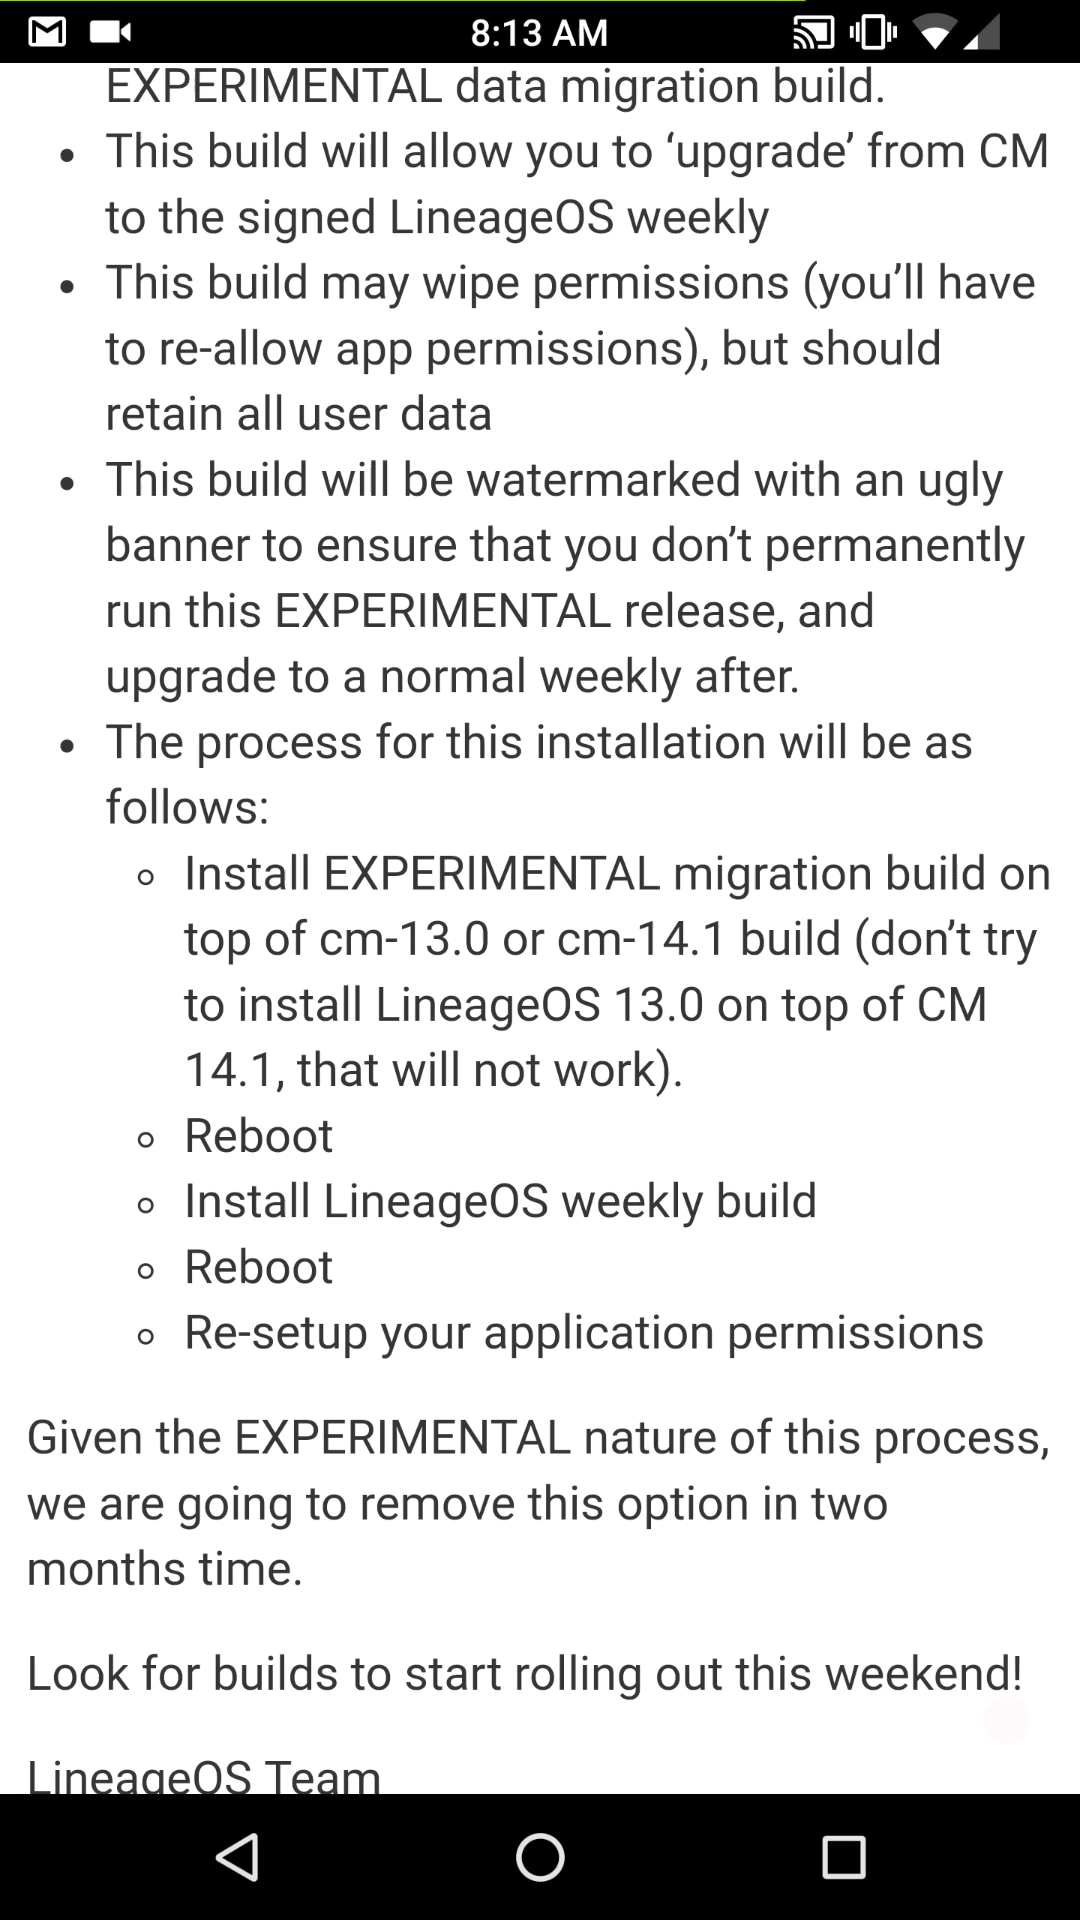 8:13 AM
EXPERIMENTAL data migration build.
• This build will allow you to ‘upgrade’ from CM
to the signed LineageOS weekly
• This build may wipe permissions (you’ll have
to re-allow app permissions), but should
retain all user data
• This build will be watermarked with an ugly
banner to ensure that you don’t permanently
run this EXPERIMENTAL release, and
upgrade to a normal weekly after.
• The process for this installation will be as
follows:
◦ Install EXPERIMENTAL migration build on
top of cm-13.0 or cm-14.1 build (don’t try
to install LineageOS 13.0 on top of CM
14.1, that will not work).
◦ Reboot
◦ Install LineageOS weekly build
◦ Reboot
◦ Re-setup your application permissions
Given the EXPERIMENTAL nature of this process,
we are going to remove this option in two
months time.
Look for builds to start rolling out this weekend!
LineageOS Team